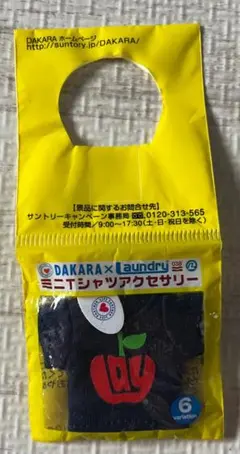 DAKARA ホームページ
http://suntory.jp/DAKARA/
【景品に関するお問合せ先】
サントリーキャンペーン事務局 0120-313-565
受付時間/9:00〜17:30(土・日・祝日を除く)
DAKARA×Laundry
ミニTシャツアクセサリー
6
variation